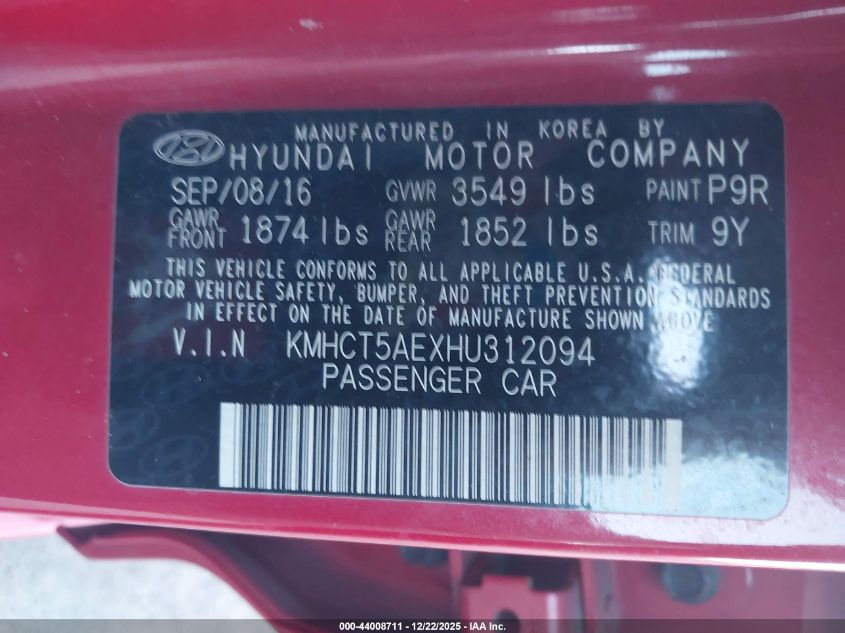 MANUFACTURED IN KOREA BY
HYUNDAI MOTOR COMPANY
SEP/08/16 GVWR 3549 lbs PAINT P9R
GAWR FRONT 1874 lbs GAWR REAR 1852 lbs TRIM 9Y
THIS VEHICLE CONFORMS TO ALL APPLICABLE U.S.A. FEDERAL
MOTOR VEHICLE SAFETY, BUMPER, AND THEFT PREVENTION STANDARDS
IN EFFECT ON THE DATE OF MANUFACTURE SHOWN ABOVE
V.I.N KMHCT5AEXHU312094
PASSENGER CAR
000-44008711 - 12/22/2025 - IAA Inc.